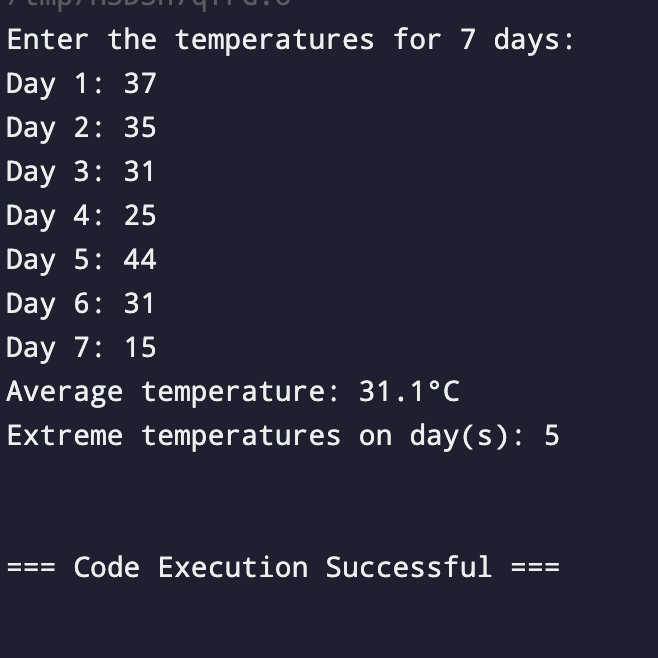 Enter the temperatures for 7 days:
Day 1: 37
Day 2: 35
Day 3: 31
Day 4: 25
Day 5: 44
Day 6: 31
Day 7: 15
Average temperature: 31.1°C
Extreme temperatures on day(s): 5
=== Code Execution Successful ===